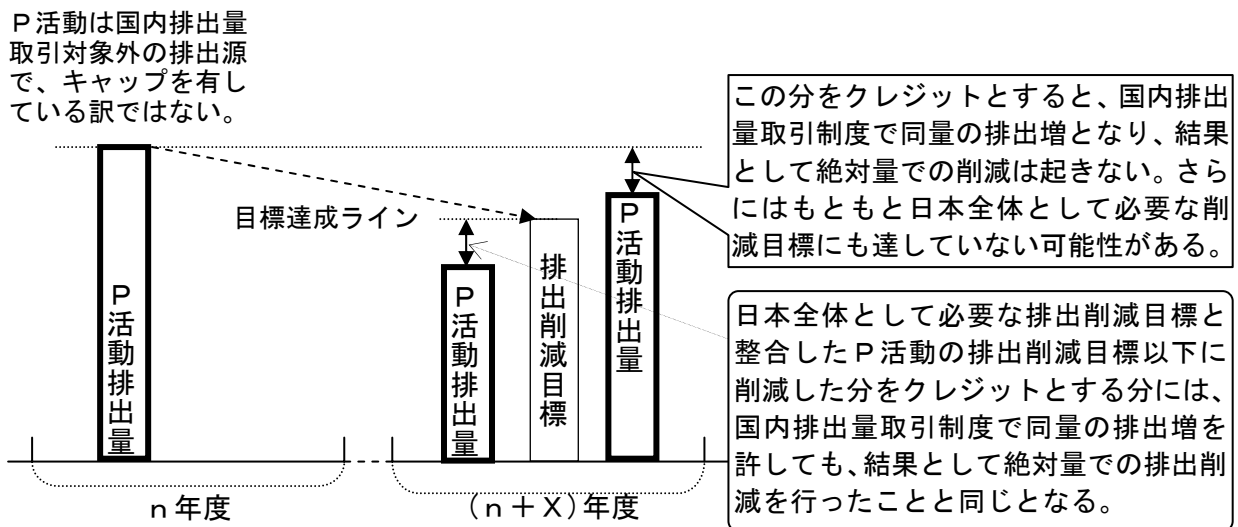 P活動は国内排出量
取引対象外の排出源
で、キャップを有し
ている訳ではない。
この分をクレジットとすると、国内排出
量取引制度で同量の排出増となり、結果
として絶対量での削減は起きない。さら
にはもともと日本全体として必要な削
減目標にも達していない可能性がある。
目標達成ライン
P活動排出量
P活動排出量
排出削減目標
P活動排出量
日本全体として必要な排出削減目標と
整合したP活動の排出削減目標以下に
削減した分をクレジットとする分には、
国内排出量取引制度で同量の排出増を
許しても、結果として絶対量での排出削
減を行ったことと同じとなる。
n年度
(n+X)年度